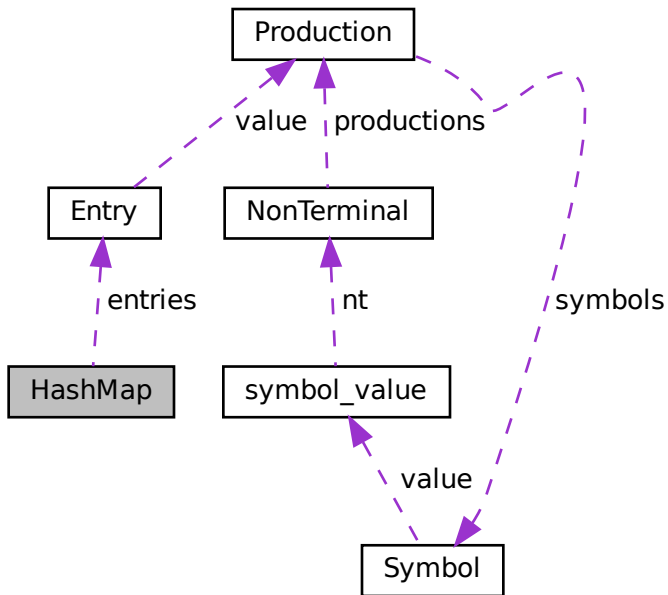 Production
value
productions
Entry
NonTerminal
entries
nt
symbols
HashMap
symbol_value
value
Symbol